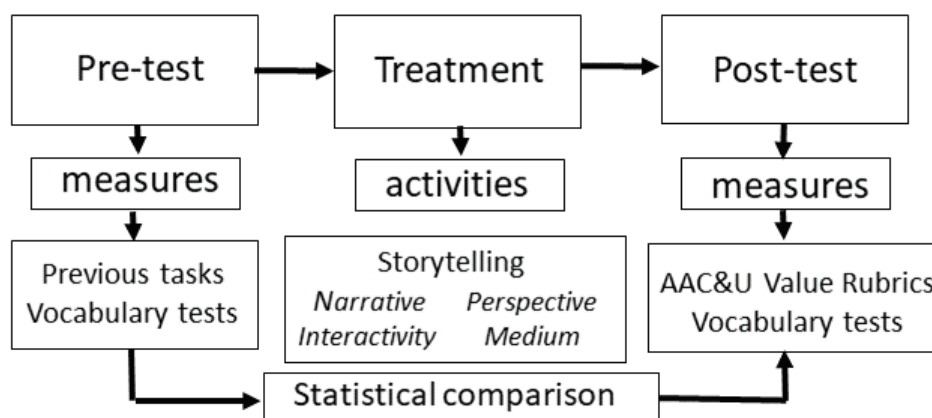 Pre-test
Treatment
Post-test
measures
activities
measures
Previous tasks
Vocabulary tests
Storytelling
Narrative Perspective
Interactivity Medium
AAC&U Value Rubrics
Vocabulary tests
Statistical comparison